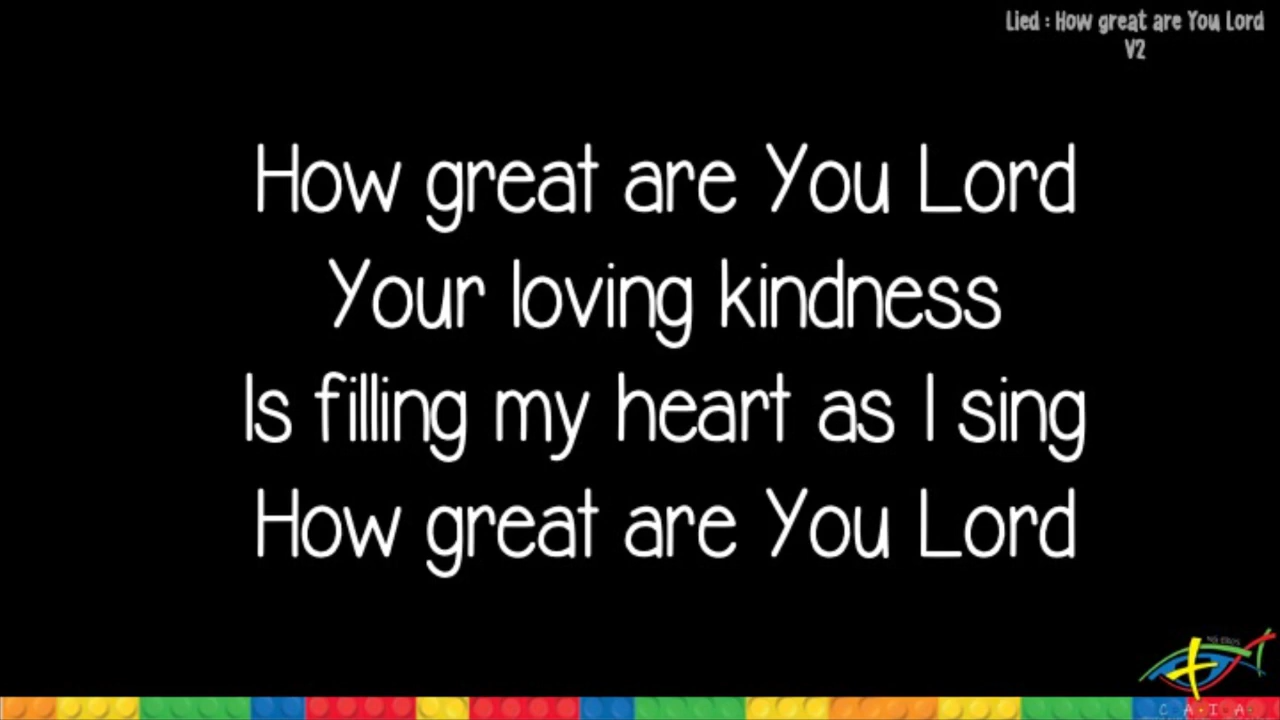 Lied : How great are You Lord
V2
How great are You Lord
Your loving kindness
Is filling my heart as I sing
How great are You Lord
C A I A